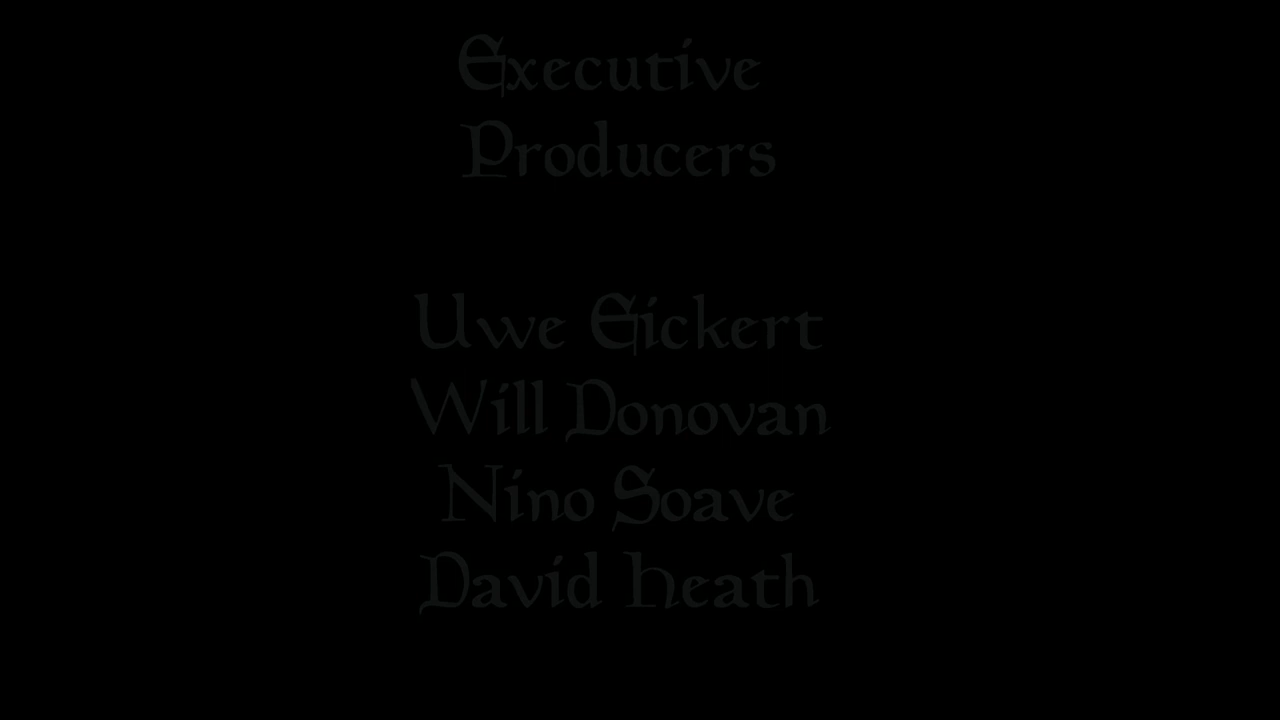 Executive
Producers
Uwe Eickert
Will Donovan
Nino Soave
David Heath